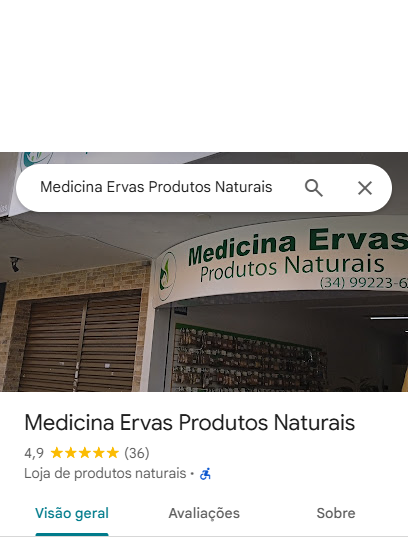 Medicina Ervas Produtos Naturais
Medicina Ervas
Produtos Naturais
(34) 99223-6
Medicina Ervas Produtos Naturais
4,9 ★★★★★ (36)
Loja de produtos naturais •
Visão geral Avaliações Sobre